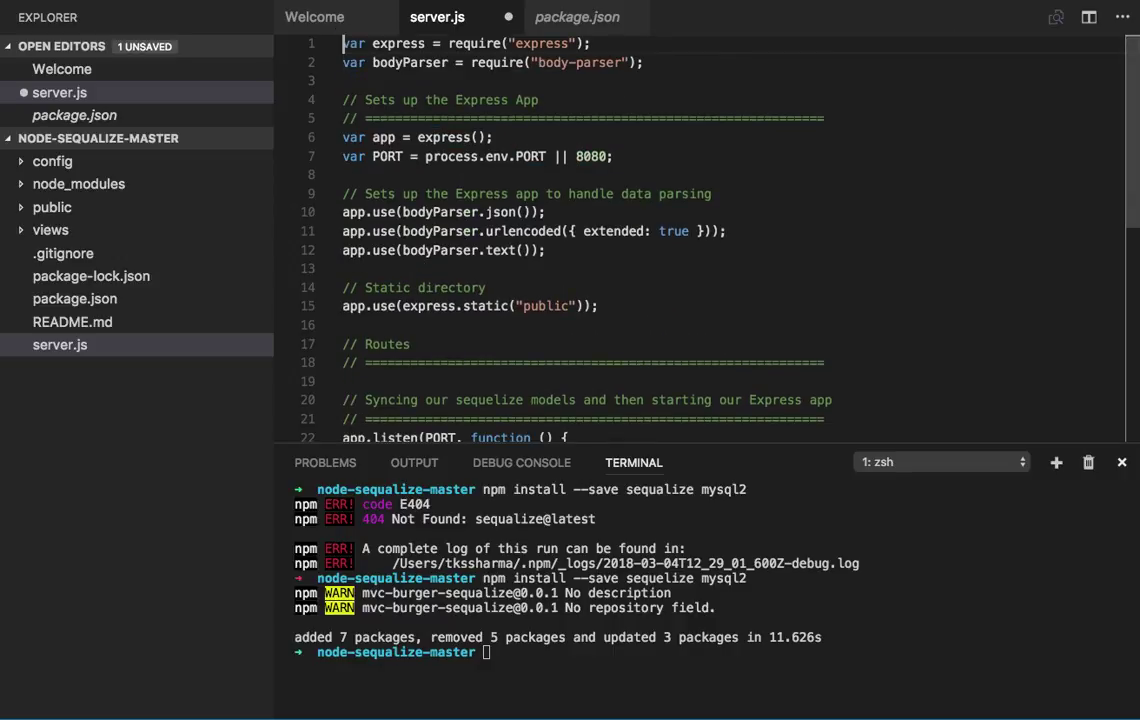 EXPLORER
OPEN EDITORS 1 UNSAVED
Welcome
server.js
package.json
NODE-SEQUALIZE-MASTER
config
node_modules
public
views
.gitignore
package-lock.json
package.json
README.md
server.js
Welcome server.js package.json
1 var express = require("express");
2 var bodyParser = require("body-parser");
3
4 // Sets up the Express App
5 // =============================================================
6 var app = express();
7 var PORT = process.env.PORT || 8080;
8
9 // Sets up the Express app to handle data parsing
10 app.use(bodyParser.json());
11 app.use(bodyParser.urlencoded({ extended: true }));
12 app.use(bodyParser.text());
13
14 // Static directory
15 app.use(express.static("public"));
16
17 // Routes
18 // =============================================================
19
20 // Syncing our sequelize models and then starting our Express app
21 // =============================================================
22 app.listen(PORT, function () {
PROBLEMS OUTPUT DEBUG CONSOLE TERMINAL 1: zsh
→ node-sequalize-master npm install --save sequalize mysql2
npm ERR! code E404
npm ERR! 404 Not Found: sequalize@latest
npm ERR! A complete log of this run can be found in:
npm ERR! /Users/tkssharma/.npm/_logs/2018-03-04T12_29_01_600Z-debug.log
→ node-sequalize-master npm install --save sequelize mysql2
npm WARN mvc-burger-sequalize@0.0.1 No description
npm WARN mvc-burger-sequalize@0.0.1 No repository field.
added 7 packages, removed 5 packages and updated 3 packages in 11.626s
→ node-sequalize-master